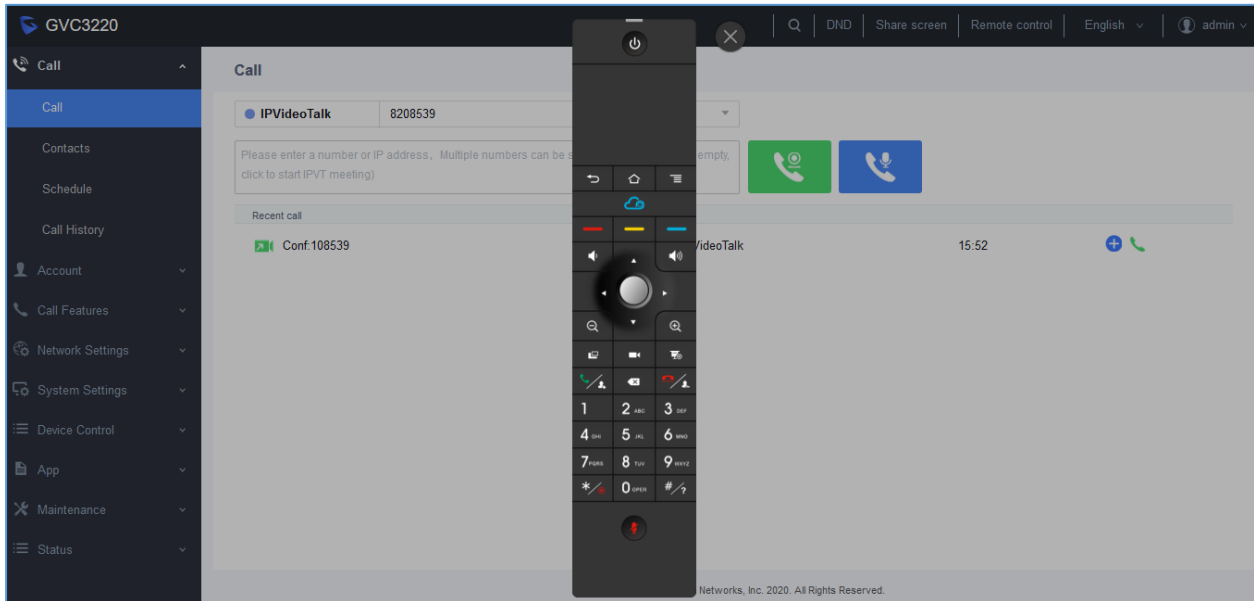 GVC3220
DND
Share screen
Remote control
English
admin
Call
Call
Contacts
Schedule
Call History
Account
Call Features
Network Settings
System Settings
Device Control
App
Maintenance
Status
Call
IPVideoTalk 8208539
Please enter a number or IP address, Multiple numbers can be s empty,
click to start IPVT meeting)
Recent call
Conf:108539 /ideoTalk 15:52
1 2 ABC 3 DEF
4 GHI 5 JKL 6 MNO
7 PQRS 8 TUV 9 WXYZ
*/ 0 OPER #/?
Networks, Inc. 2020. All Rights Reserved.